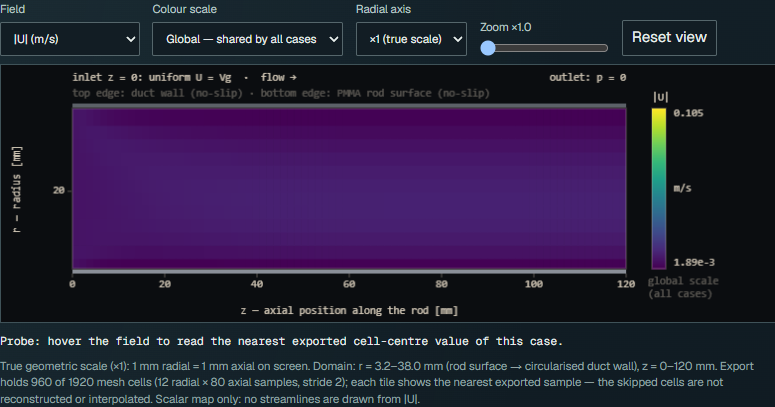 Field
Colour scale
Radial axis
Zoom ×1.0
|U| (m/s)
Global — shared by all cases
×1 (true scale)
Reset view
inlet z = 0: uniform U = Vg · flow →
outlet: p = 0
top edge: duct wall (no-slip) · bottom edge: PMMA rod surface (no-slip)
|U|
0.105
m/s
1.89e-3
global scale
(all cases)
r — radius [mm]
20
0 20 40 60 80 100 120
z — axial position along the rod [mm]
Probe: hover the field to read the nearest exported cell-centre value of this case.
True geometric scale (×1): 1 mm radial = 1 mm axial on screen. Domain: r = 3.2–38.0 mm (rod surface → circularised duct wall), z = 0–120 mm. Export
holds 960 of 1920 mesh cells (12 radial × 80 axial samples, stride 2); each tile shows the nearest exported sample — the skipped cells are not
reconstructed or interpolated. Scalar map only: no streamlines are drawn from |U|.